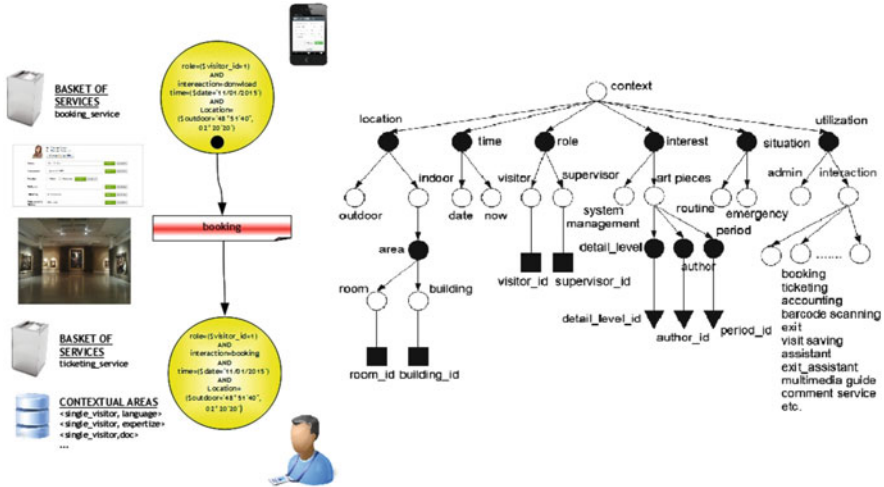 BASKET OF
SERVICES
booking_service
role=($visitor_id=1)
AND
intereaction=donwload
time=($date='11/01/2015')
AND
Location=
($outdoor='48°51'40",
02°20'20')
booking
BASKET OF
SERVICES
ticketing_service
CONTEXTUAL AREAS
<single_visitor, language>
<single_visitor, expertize>
<single_visitor,doc>
...
role=($visitor_id=1)
AND
interaction=booking
AND
time=($date='11/01/2015')
AND
Location=
($outdoor='48°51'40",
02°20'20')
context
location
time
role
interest
situation
utilization
indoor
visitor
supervisor
art pieces
admin
interaction
outdoor
date
now
system
management
routine
emergency
area
detail_level
author
period
room
building
visitor_id
supervisor_id
detail_level_id
author_id
period_id
room_id
building_id
.......
booking
ticketing
accounting
barcode scanning
exit
visit saving
assistant
exit_assistant
multimedia guide
comment service
etc.